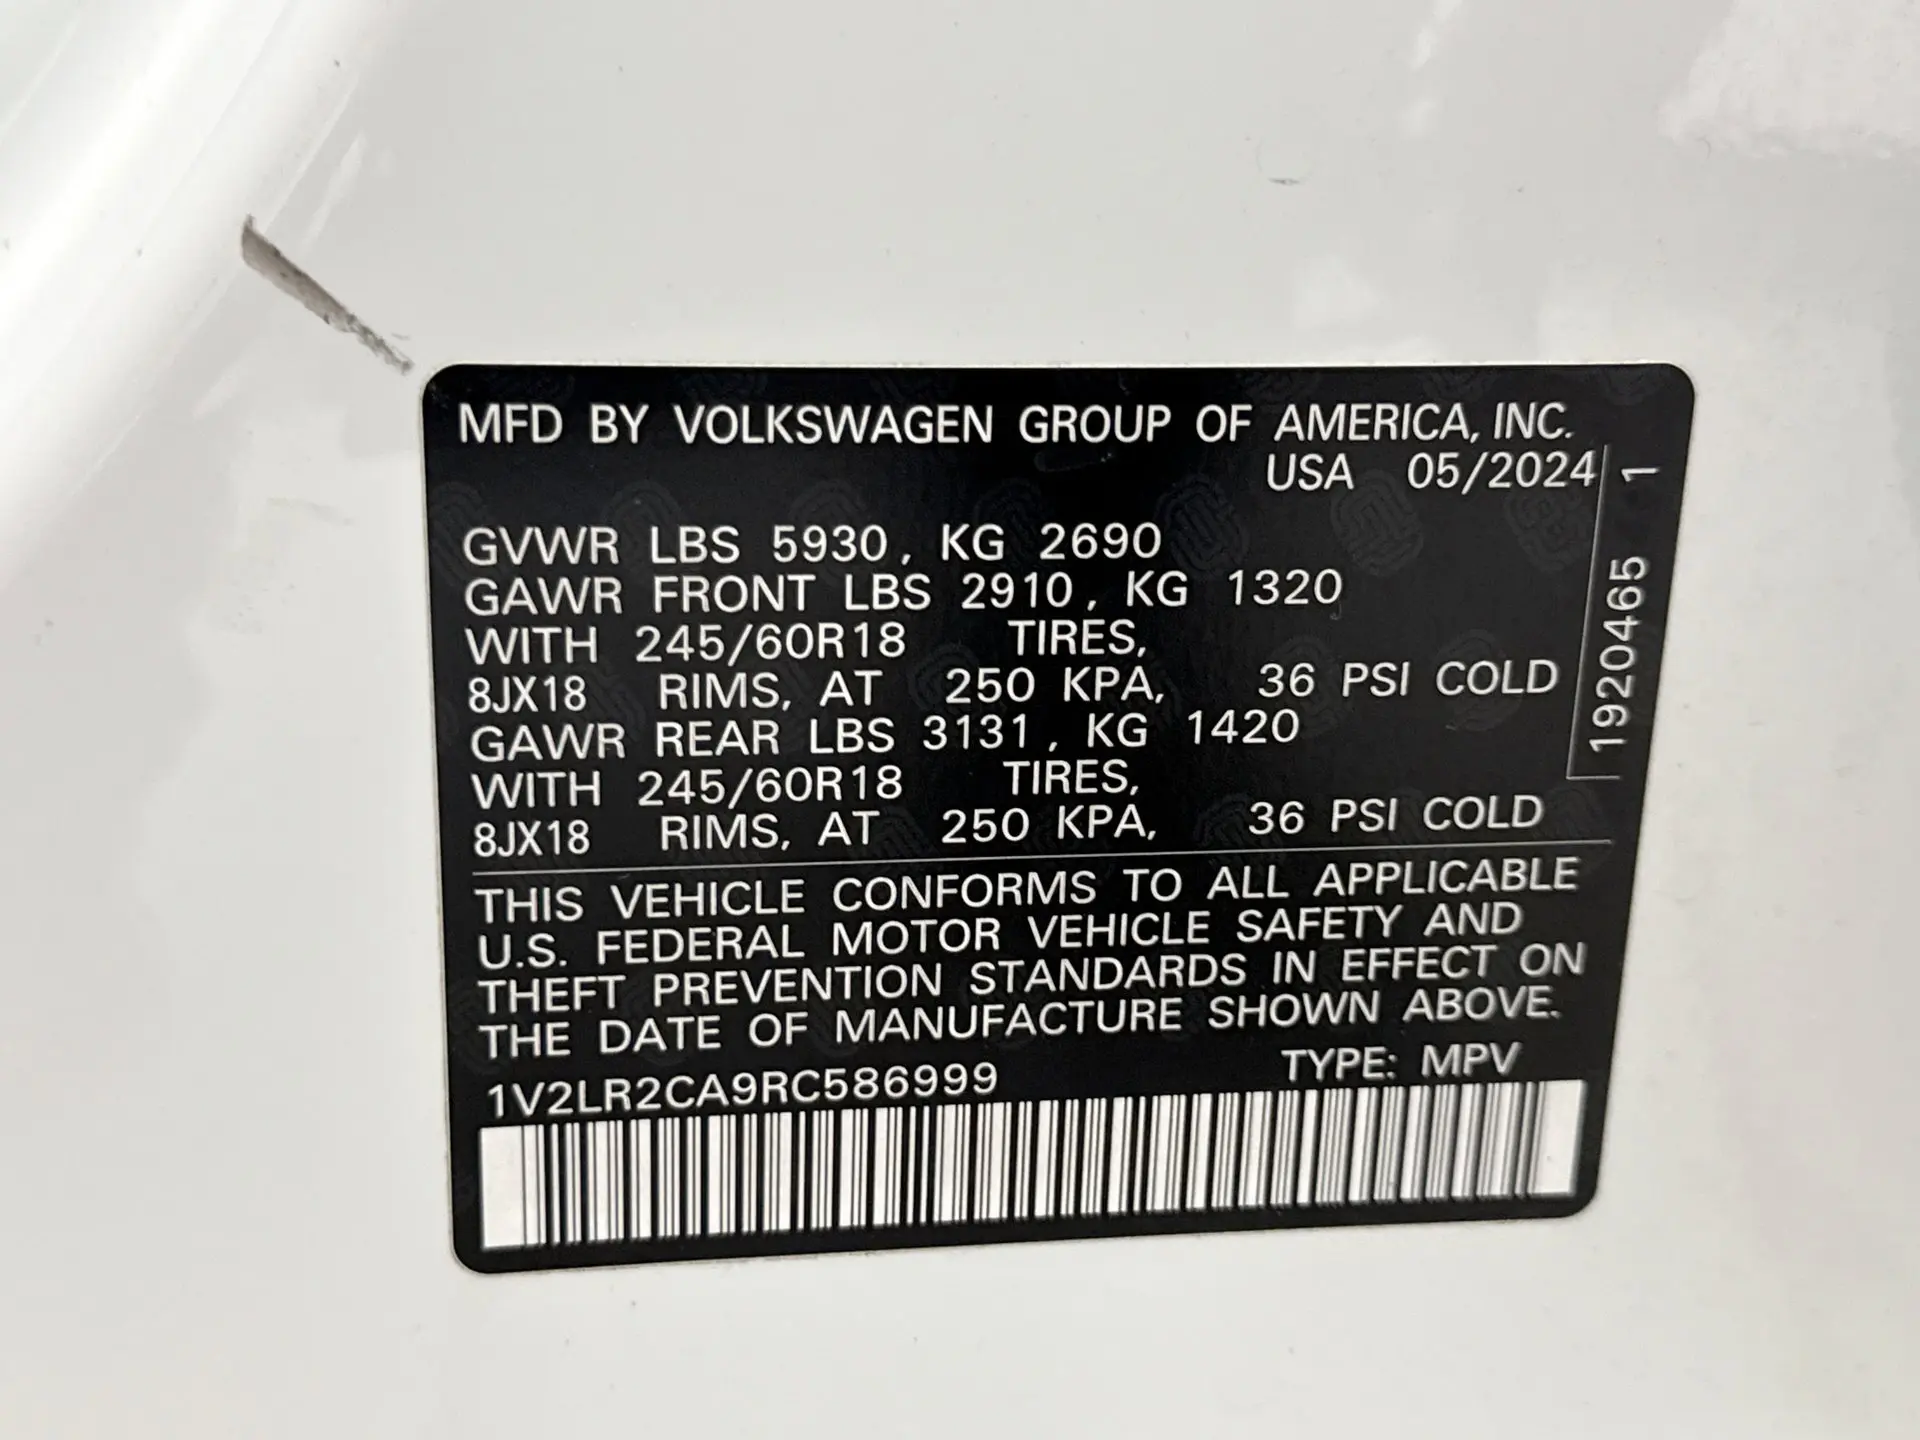 MFD BY VOLKSWAGEN GROUP OF AMERICA, INC.
USA 05/2024
GVWR LBS 5930, KG 2690
GAWR FRONT LBS 2910, KG 1320
WITH 245/60R18 TIRES,
8JX18 RIMS, AT 250 KPA, 36 PSI COLD
GAWR REAR LBS 3131, KG 1420
WITH 245/60R18 TIRES,
8JX18 RIMS, AT 250 KPA, 36 PSI COLD
1920465 1
THIS VEHICLE CONFORMS TO ALL APPLICABLE
U.S. FEDERAL MOTOR VEHICLE SAFETY AND
THEFT PREVENTION STANDARDS IN EFFECT ON
THE DATE OF MANUFACTURE SHOWN ABOVE.
1V2LR2CA9RC586999 TYPE: MPV